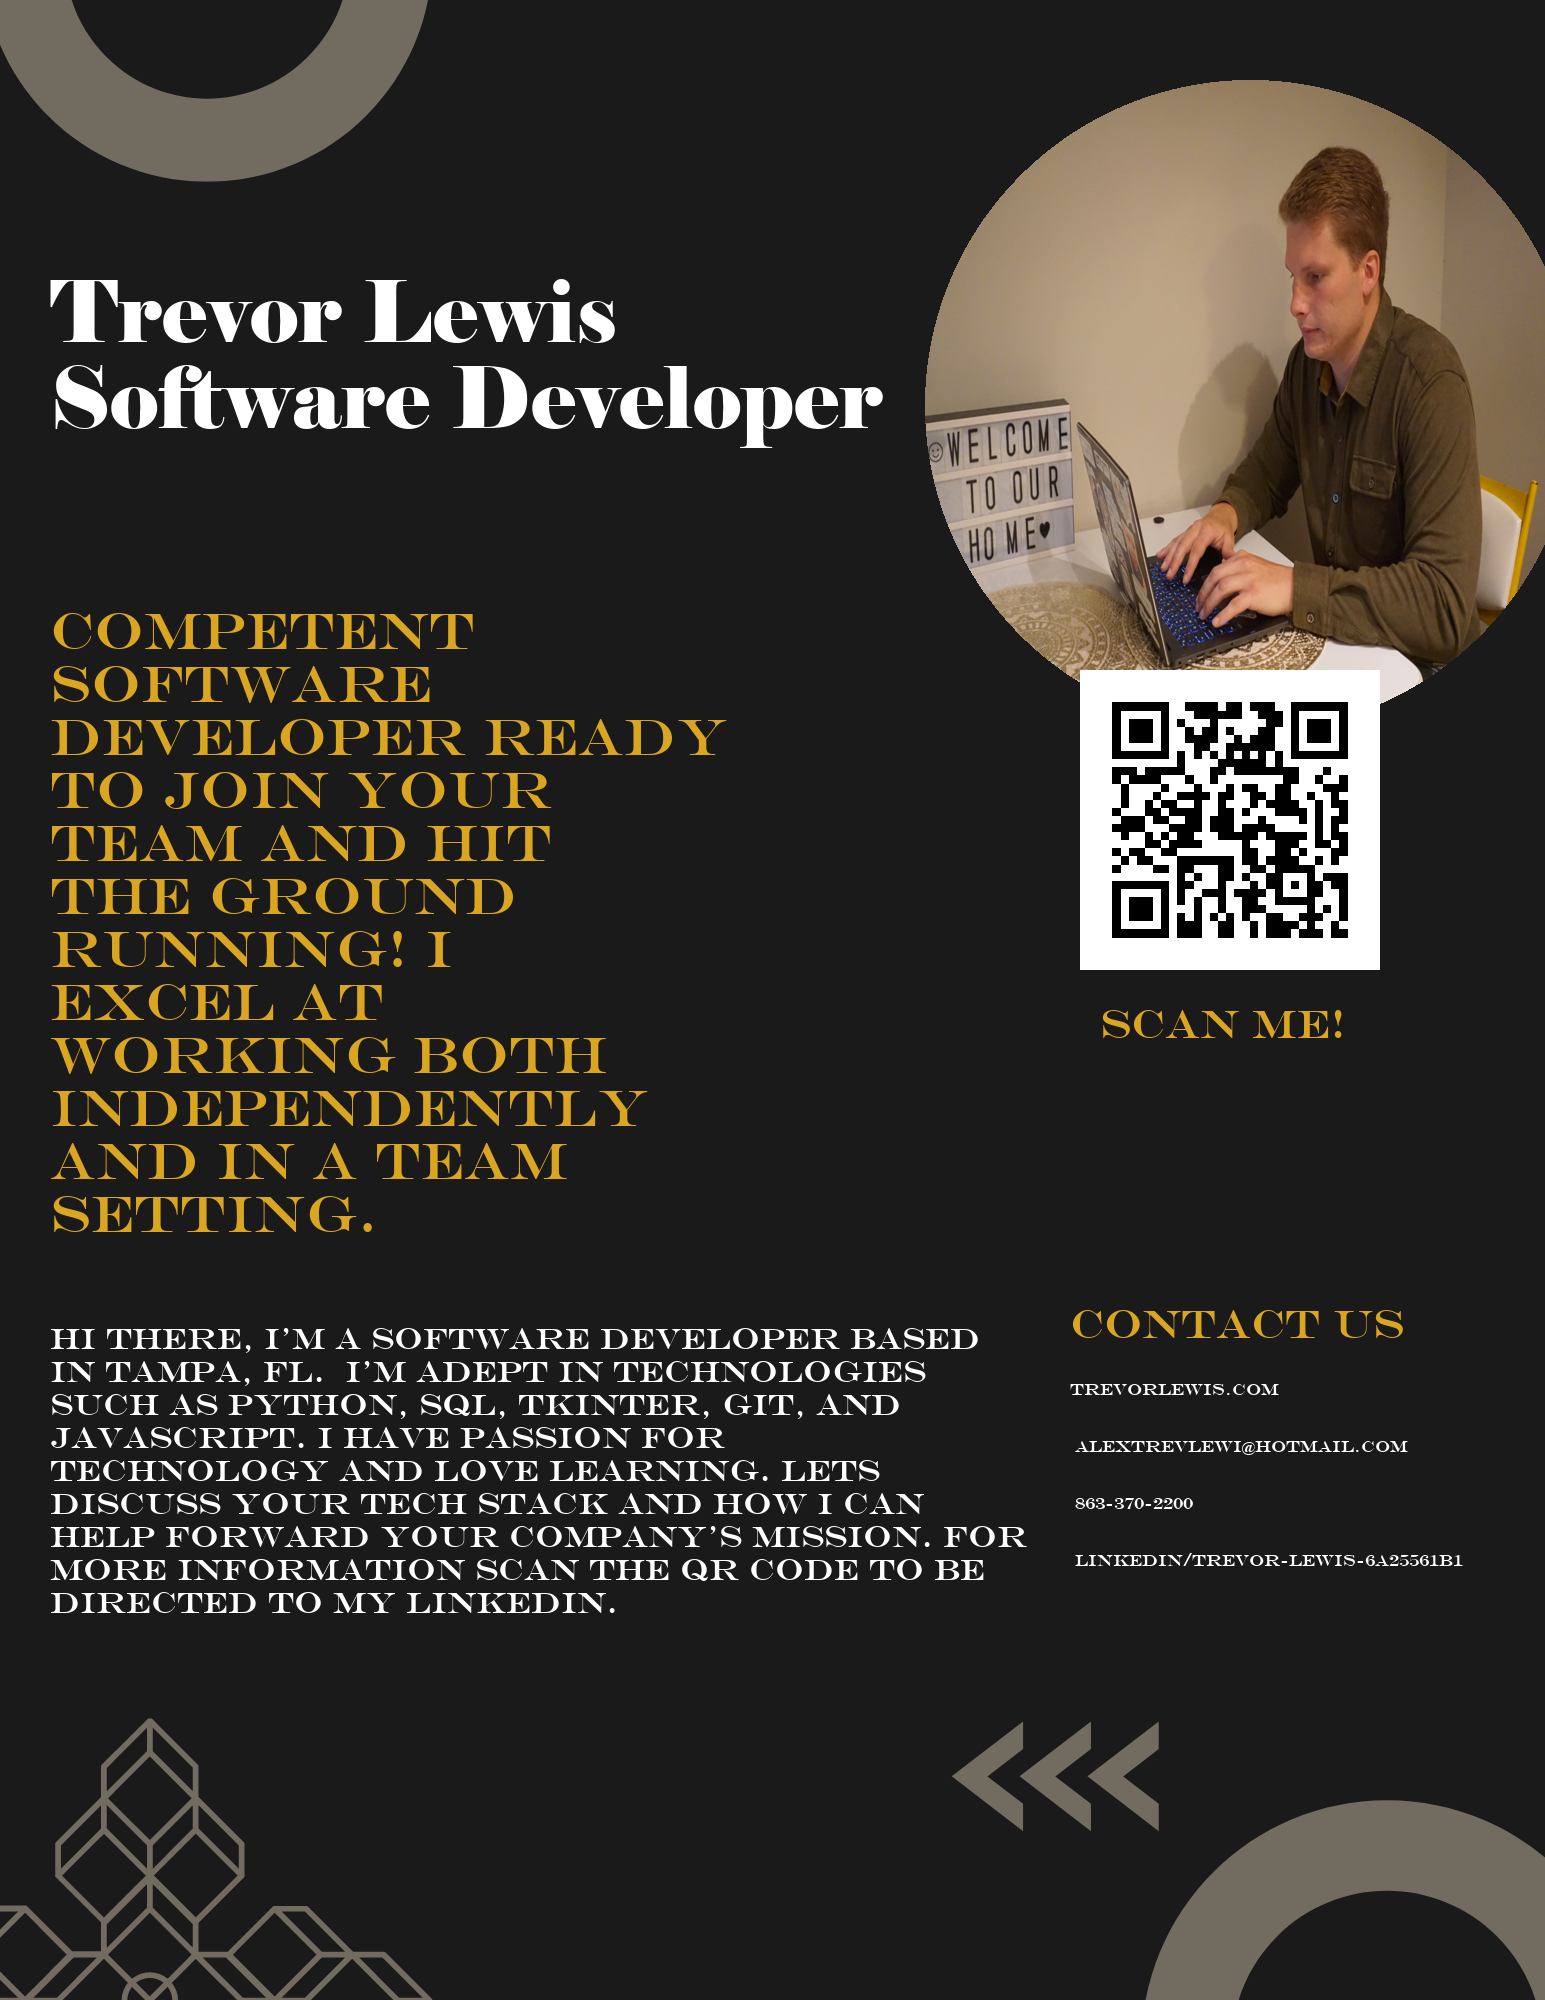 Trevor Lewis
Software Developer
WELCOME
TO OUR
HOME
COMPETENT
SOFTWARE
DEVELOPER READY
TO JOIN YOUR
TEAM AND HIT
THE GROUND
RUNNING! I
EXCEL AT
WORKING BOTH
INDEPENDENTLY
AND IN A TEAM
SETTING.
SCAN ME!
HI THERE, I'M A SOFTWARE DEVELOPER BASED
IN TAMPA, FL.  I'M ADEPT IN TECHNOLOGIES
SUCH AS PYTHON, SQL, TKINTER, GIT, AND
JAVASCRIPT. I HAVE PASSION FOR
TECHNOLOGY AND LOVE LEARNING. LETS
DISCUSS YOUR TECH STACK AND HOW I CAN
HELP FORWARD YOUR COMPANY'S MISSION. FOR
MORE INFORMATION SCAN THE QR CODE TO BE
DIRECTED TO MY LINKEDIN.
CONTACT US
TREVORLEWIS.COM
ALEXTREVLEWI@HOTMAIL.COM
863-370-2200
LINKEDIN/TREVOR-LEWIS-6A25561B1